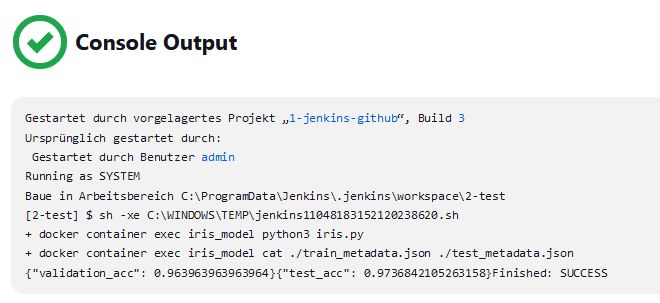 Console Output
Gestartet durch vorgelagertes Projekt „1-jenkins-github“, Build 3
Ursprünglich gestartet durch:
Gestartet durch Benutzer admin
Running as SYSTEM
Baue in Arbeitsbereich C:\ProgramData\Jenkins\.jenkins\workspace\2-test
[2-test] $ sh -xe C:\WINDOWS\TEMP\jenkins11048183152120238620.sh
+ docker container exec iris_model python3 iris.py
+ docker container exec iris_model cat ./train_metadata.json ./test_metadata.json
{"validation_acc": 0.963963963963964}{"test_acc": 0.9736842105263158}Finished: SUCCESS